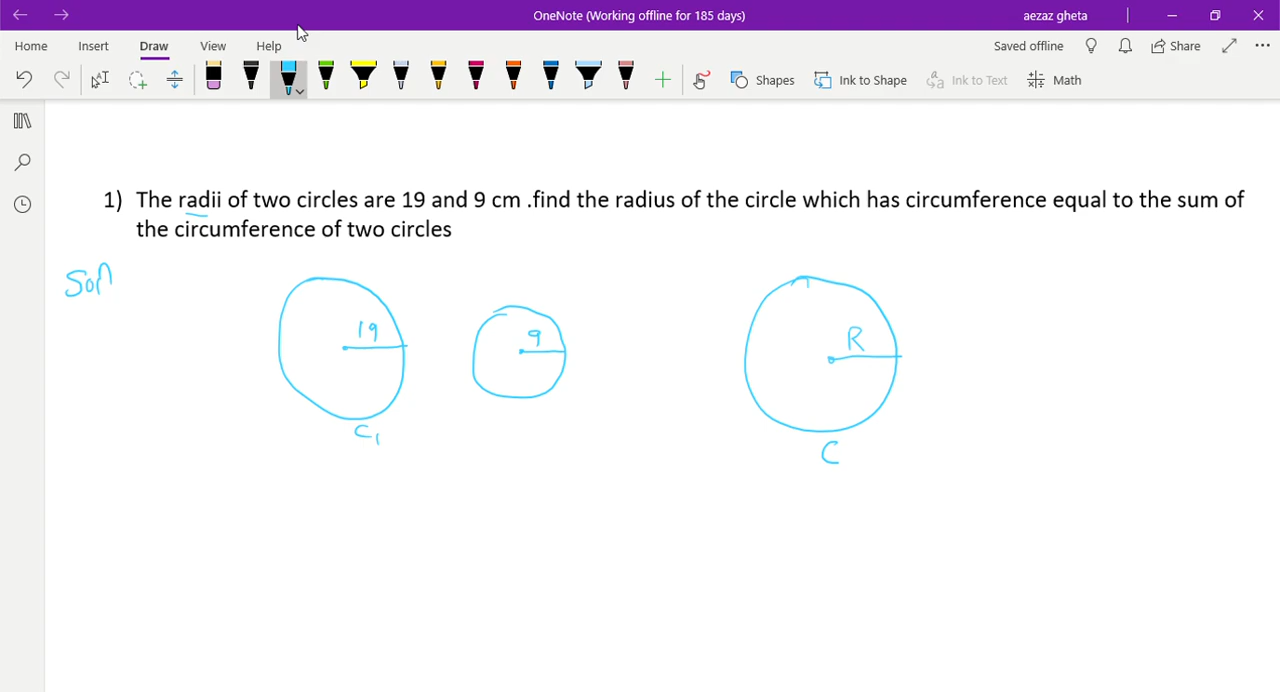 OneNote (Working offline for 185 days)
aezaz gheta
Home Insert Draw View Help
Saved offline Share
Shapes Ink to Shape Ink to Text Math
1) The radii of two circles are 19 and 9 cm .find the radius of the circle which has circumference equal to the sum of
the circumference of two circles
Soln
19 9 R
C1 C